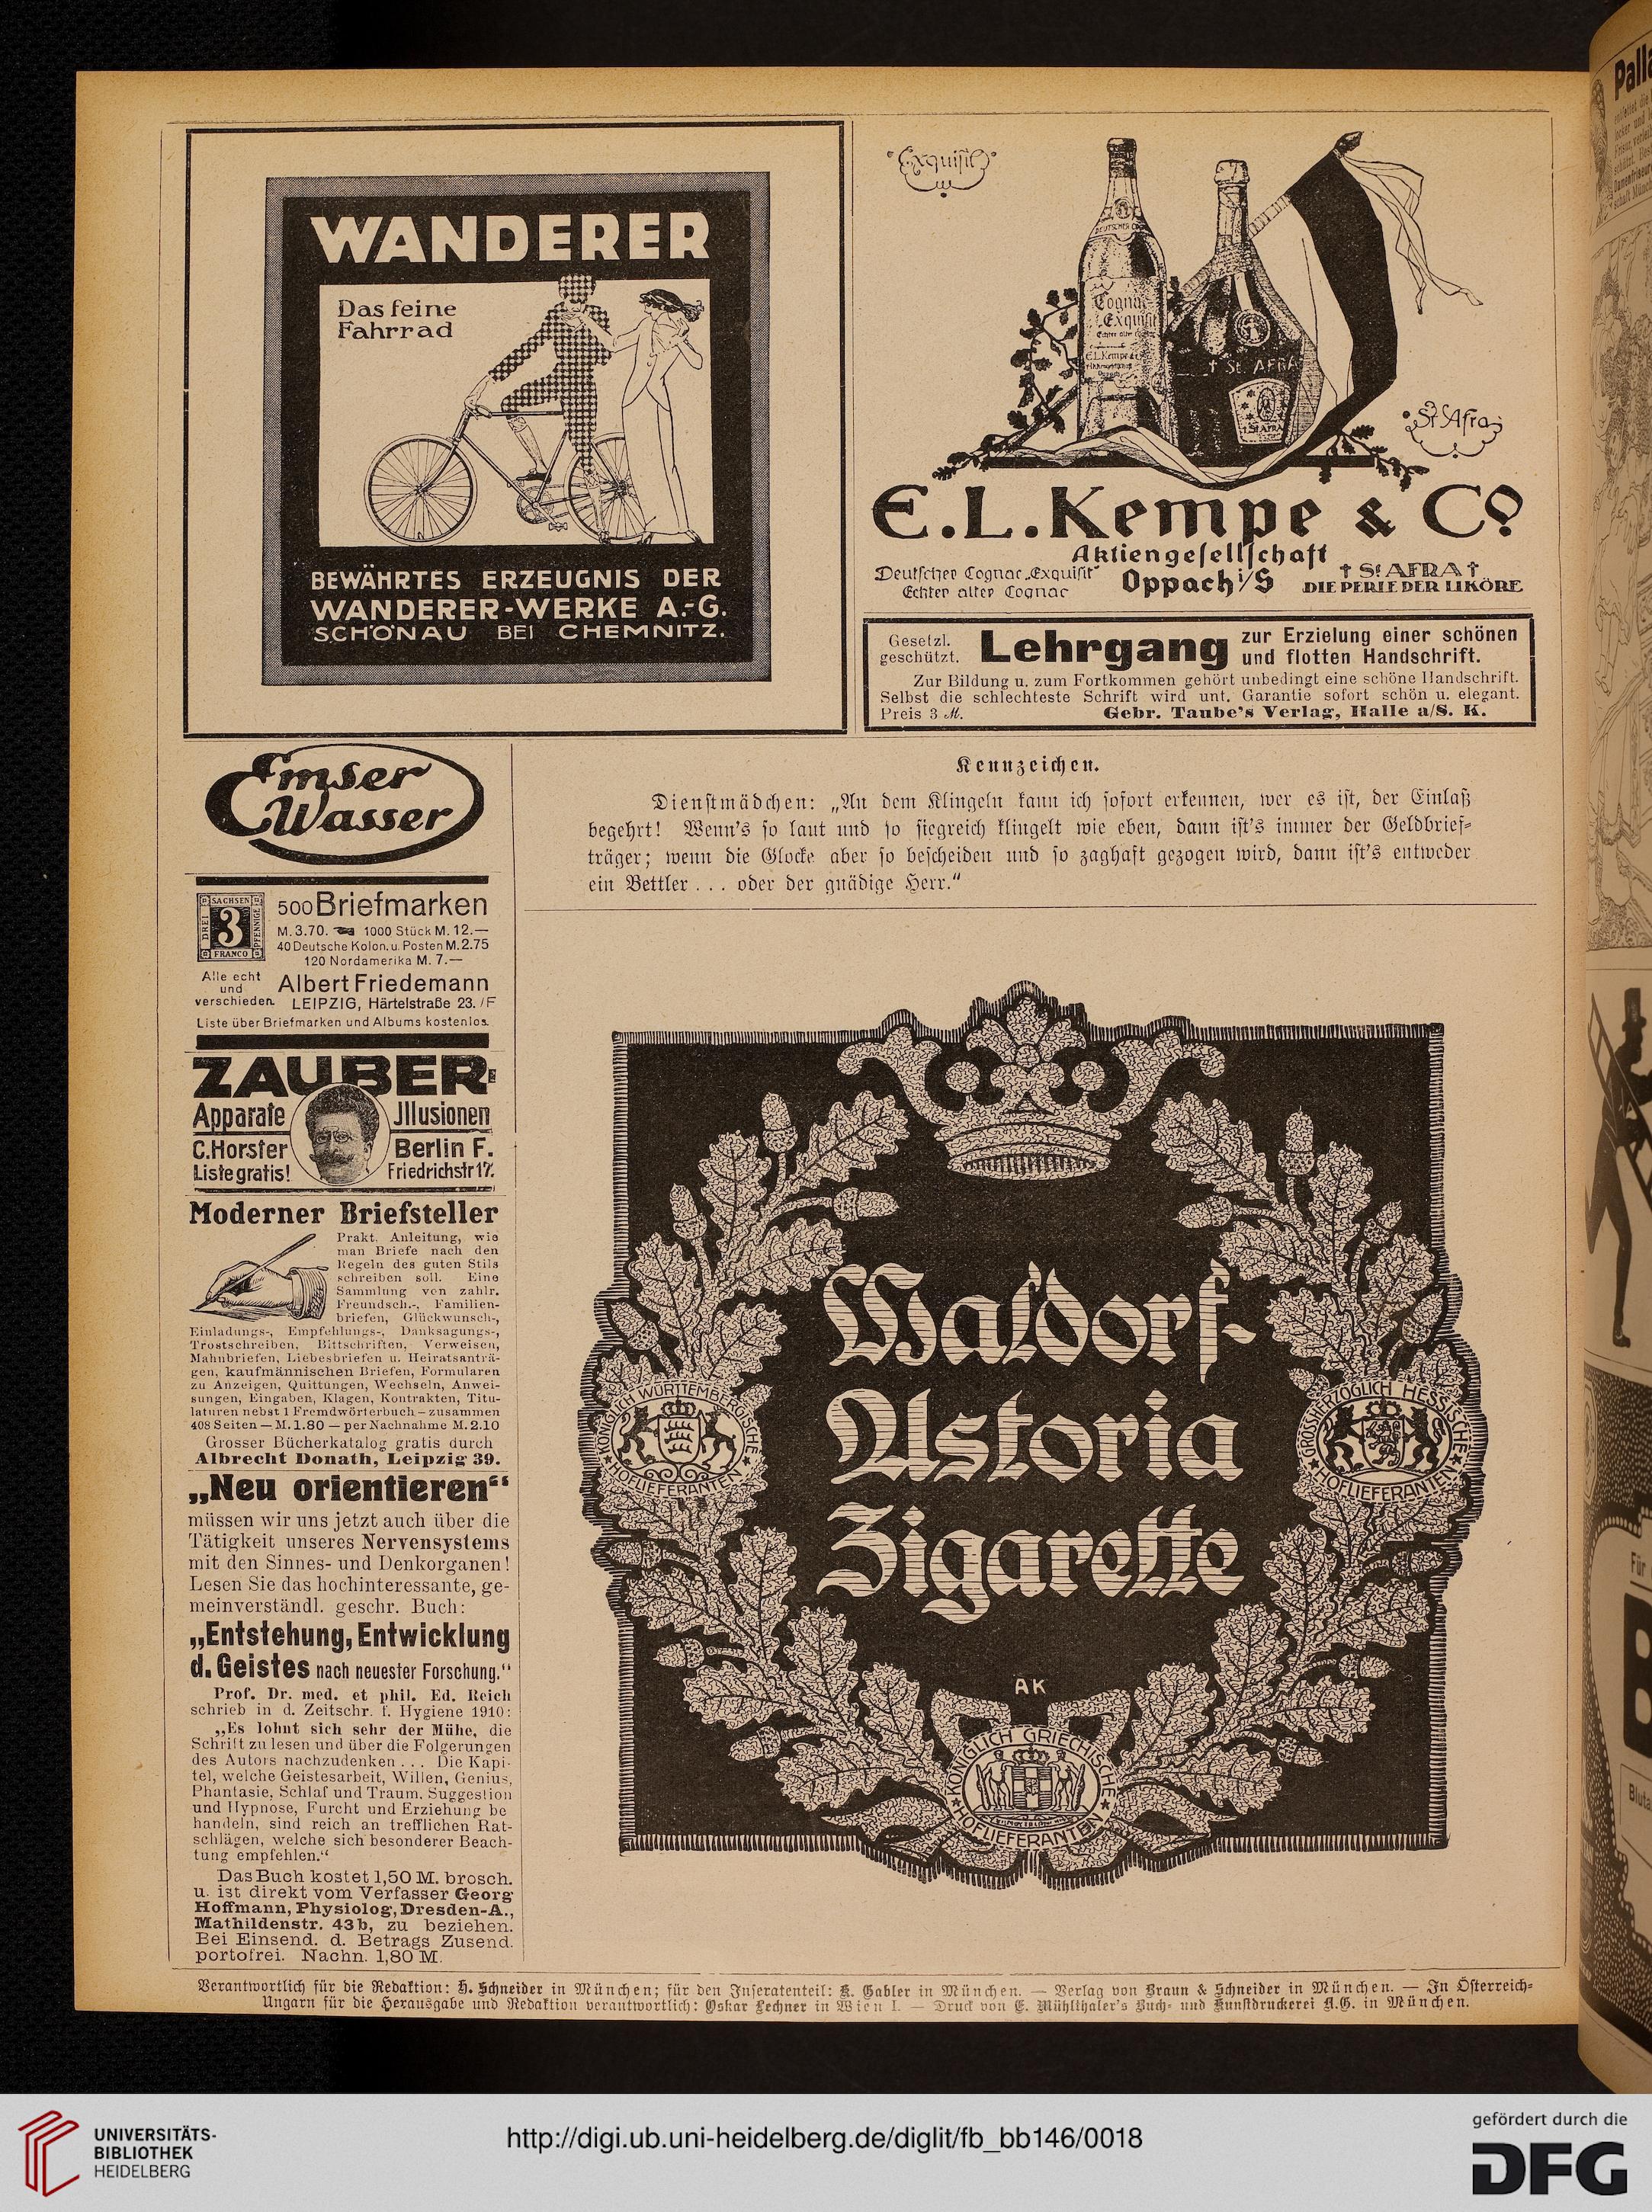 WANDERER
Das feine
Fahrrad
BEWÄHRTES ERZEUGNIS DER
WANDERER-WERKE A.-G.
SCHÖNAU BEI CHEMNITZ.
Exquisit
Cognac
Exquisit
St. AFRA
St. Afra
E. L. Kempe & Co
Aktiengesellschaft
Deutscher Cognac „Exquisit“
Echter alter Cognac
Oppach i/S
† St. AFRA †
DIE PERLE DER LIKÖRE
Gesetzl.
geschützt.
Lehrgang
zur Erzielung einer schönen
und flotten Handschrift.
Zur Bildung u. zum Fortkommen gehört unbedingt eine schöne Handschrift.
Selbst die schlechteste Schrift wird unt. Garantie sofort schön u. elegant.
Preis 3 M. Gebr. Taube's Verlag, Halle a/S. K.
Emser
Wasser
SACHSEN
DREI
3
PFENNIGE
FRANCO
500 Briefmarken
M. 3.70. 1000 Stück M. 12.—
40 Deutsche Kolon. u. Posten M. 2.75
120 Nordamerika M. 7.—
Alle echt
und
verschieden.
Albert Friedemann
LEIPZIG, Härtelstraße 23. /F
Liste über Briefmarken und Albums kostenlos.
ZAUBER-
Apparate Jllusionen
C. Horster Berlin F.
Liste gratis! Friedrichstr 17.
Moderner Briefsteller
Prakt. Anleitung, wie
man Briefe nach den
Regeln des guten Stils
schreiben soll. Eine
Sammlung von zahlr.
Freundsch.-, Familien-
briefen, Glückwunsch-,
Einladungs-, Empfehlungs-, Danksagungs-,
Trostschreiben, Bittschriften, Verweisen,
Mahnbriefen, Liebesbriefen u. Heiratsanträ-
gen, kaufmännischen Briefen, Formularen
zu Anzeigen, Quittungen, Wechseln, Anwei-
sungen, Eingaben, Klagen, Kontrakten, Titu-
laturen nebst 1 Fremdwörterbuch — zusammen
408 Seiten — M. 1.80 — per Nachnahme M. 2.10
Grosser Bücherkatalog gratis durch
Albrecht Donath, Leipzig 39.
„Neu orientieren“
müssen wir uns jetzt auch über die
Tätigkeit unseres Nervensystems
mit den Sinnes- und Denkorganen!
Lesen Sie das hochinteressante, ge-
meinverständl. geschr. Buch:
„Entstehung, Entwicklung
d. Geistes nach neuester Forschung.“
Prof. Dr. med. et phil. Ed. Reich
schrieb in d. Zeitschr. f. Hygiene 1910:
„Es lohnt sich sehr der Mühe, die
Schrift zu lesen und über die Folgerungen
des Autors nachzudenken . . . Die Kapi-
tel, welche Geistesarbeit, Willen, Genius,
Phantasie, Schlaf und Traum, Suggestion
und Hypnose, Furcht und Erziehung be
handeln, sind reich an trefflichen Rat-
schlägen, welche sich besonderer Beach-
tung empfehlen.“
Das Buch kostet 1,50 M. brosch.
u. ist direkt vom Verfasser Georg
Hoffmann, Physiolog, Dresden-A.,
Mathildenstr. 43b, zu beziehen.
Bei Einsend. d. Betrags Zusend.
portofrei. Nachn. 1,80 M.
Kennzeichen.
Dienstmädchen: „An dem Klingeln kann ich sofort erkennen, wer es ist, der Einlaß
begehrt! Wenn's so laut und so siegreich klingelt wie eben, dann ist's immer der Geldbrief-
träger; wenn die Glocke aber so bescheiden und so zaghaft gezogen wird, dann ist's entweder
ein Bettler . . . oder der gnädige Herr.“
Waldorf-
Astoria
Zigarette
KÖNIGLICH WÜRTTEMBERGISCHE
HOFLIEFERANTEN
GROSSHERZOGLICH HESSISCHE
HOFLIEFERANTEN
AK
KÖNIGLICH GRIECHISCHE
HOFLIEFERANTEN
Verantwortlich für die Redaktion: H. Schneider in München; für den Inseratenteil: K. Gabler in München. — Verlag von Braun & Schneider in München. — In Österreich-
Ungarn für die Herausgabe und Redaktion verantwortlich: Oskar Lechner in Wien I. — Druck von E. Mühlthaler's Buch- und Kunstdruckerei A.G. in München.
UNIVERSITÄTS-
BIBLIOTHEK
HEIDELBERG
http://digi.ub.uni-heidelberg.de/diglit/fb_bb146/0018
gefördert durch die
DFG